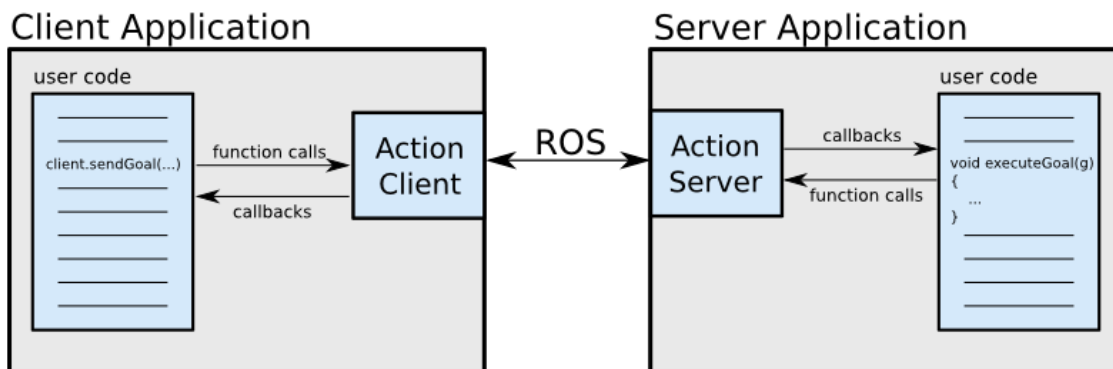 Client Application
user code
client.sendGoal(...)
function calls
callbacks
Action
Client
ROS
Server Application
Action
Server
callbacks
function calls
user code
void executeGoal(g)
{
...
}